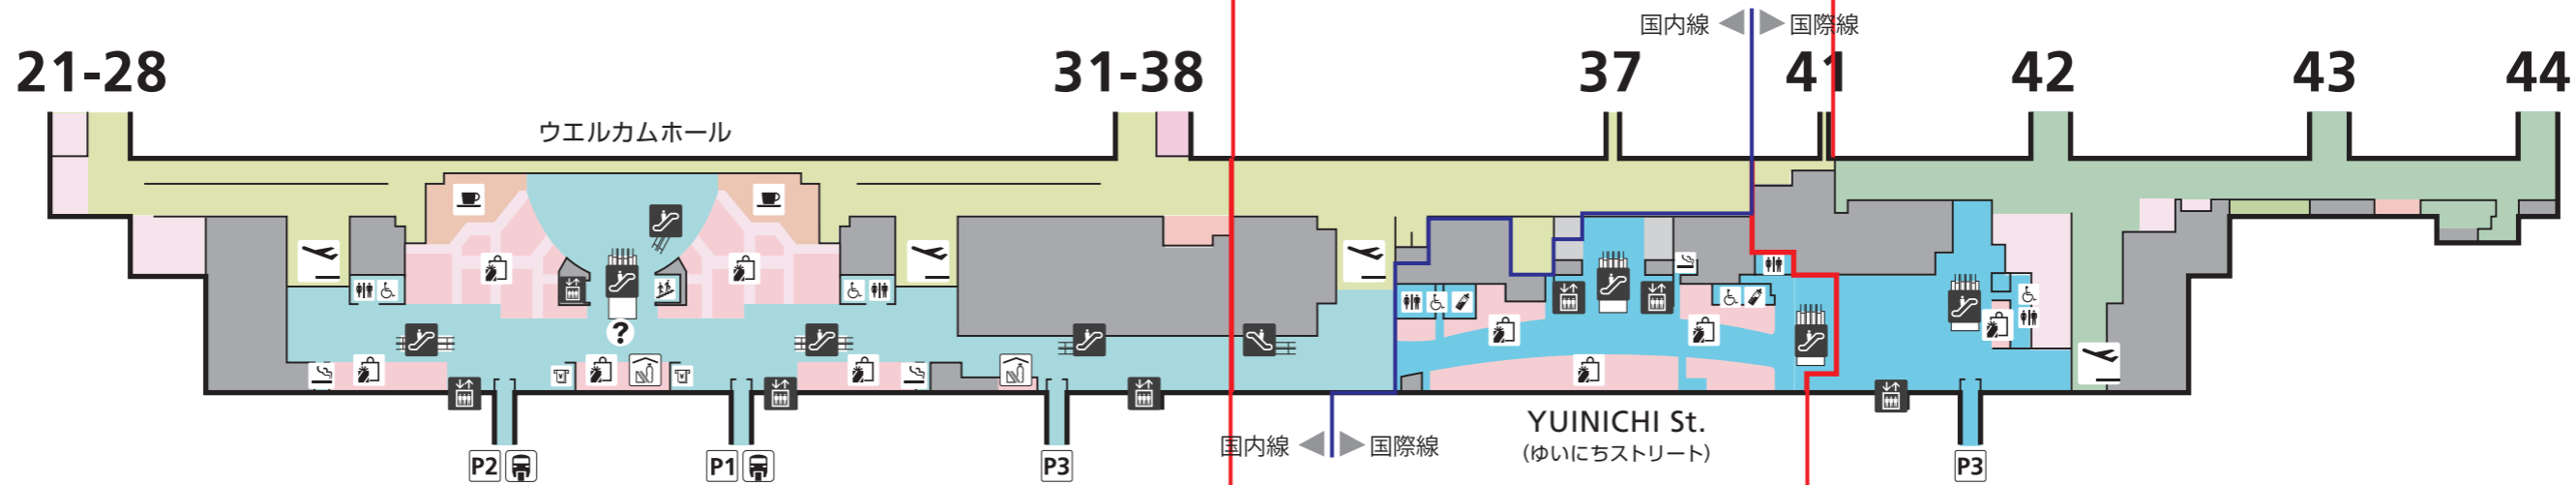 国内線 国際線
21-28 31-38 37 41 42 43 44
ウエルカムホール
?
国内線 国際線
YUINICHI St.
(ゆいにちストリート)
P2 P1 P3 P3